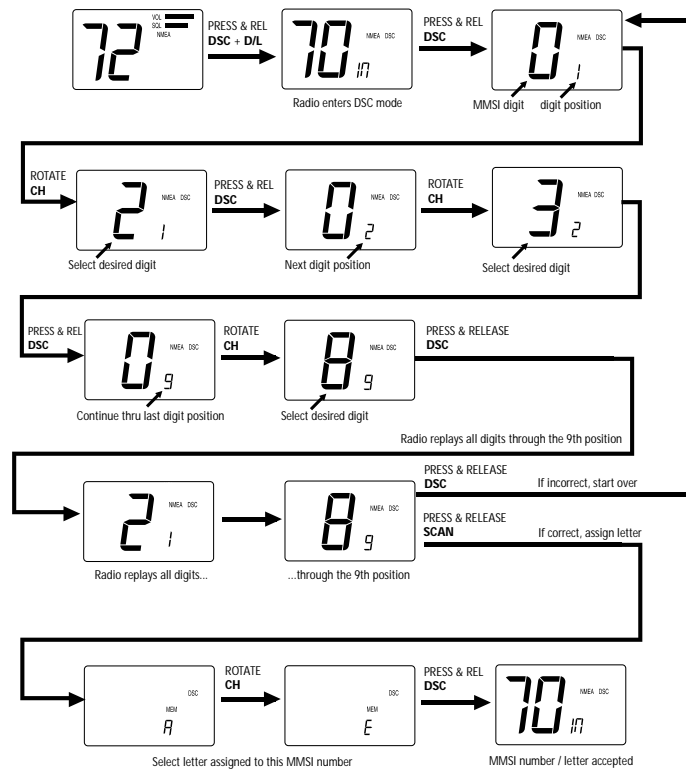 VOL
SQL
NMEA
72
PRESS & REL
DSC + D/L
NMEA DSC
70 in
Radio enters DSC mode
PRESS & REL
DSC
NMEA DSC
0 1
MMSI digit digit position
ROTATE
CH
NMEA DSC
2 1
Select desired digit
PRESS & REL
DSC
NMEA DSC
0 2
Next digit position
ROTATE
CH
NMEA DSC
3 2
Select desired digit
PRESS & REL
DSC
NMEA DSC
0 9
Continue thru last digit position
ROTATE
CH
NMEA DSC
8 9
Select desired digit
PRESS & RELEASE
DSC
Radio replays all digits through the 9th position
NMEA DSC
2 1
Radio replays all digits...
NMEA DSC
8 9
...through the 9th position
PRESS & RELEASE
DSC
If incorrect, start over
PRESS & RELEASE
SCAN
If correct, assign letter
DSC
MEM
A
ROTATE
CH
DSC
MEM
E
Select letter assigned to this MMSI number
PRESS & REL
DSC
NMEA DSC
70 in
MMSI number / letter accepted